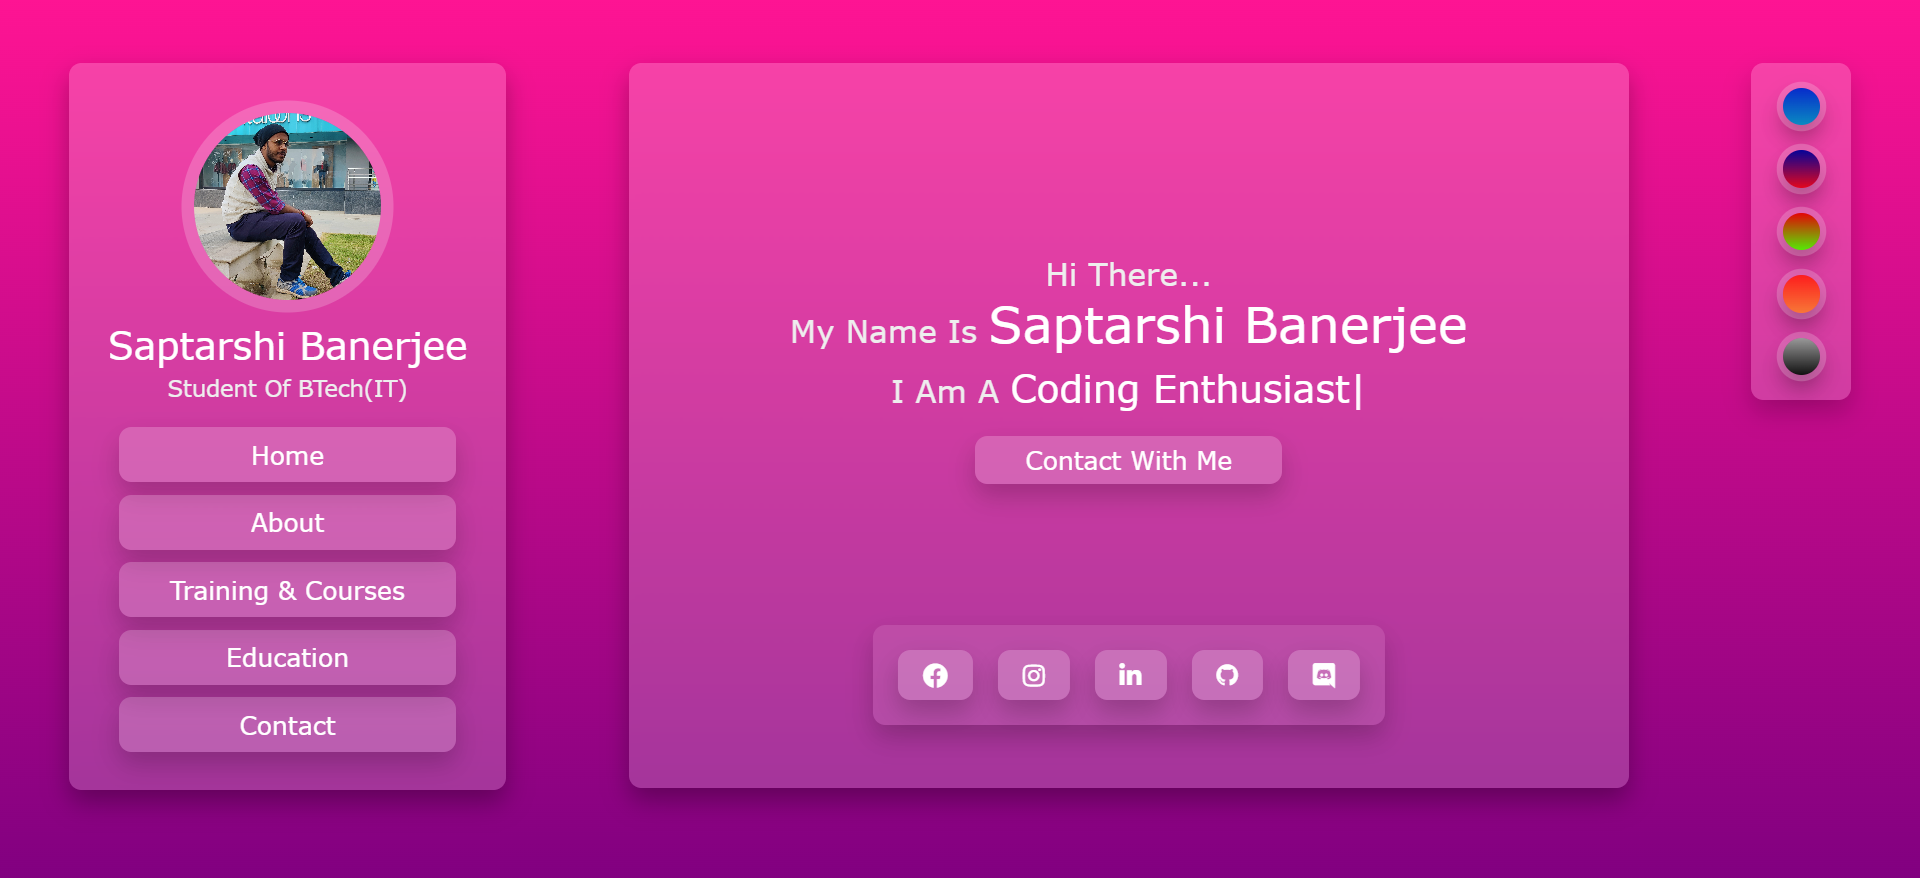 Saptarshi Banerjee
Student Of BTech(IT)
Home
About
Training & Courses
Education
Contact
Hi There...
My Name Is Saptarshi Banerjee
I Am A Coding Enthusiast|
Contact With Me
in